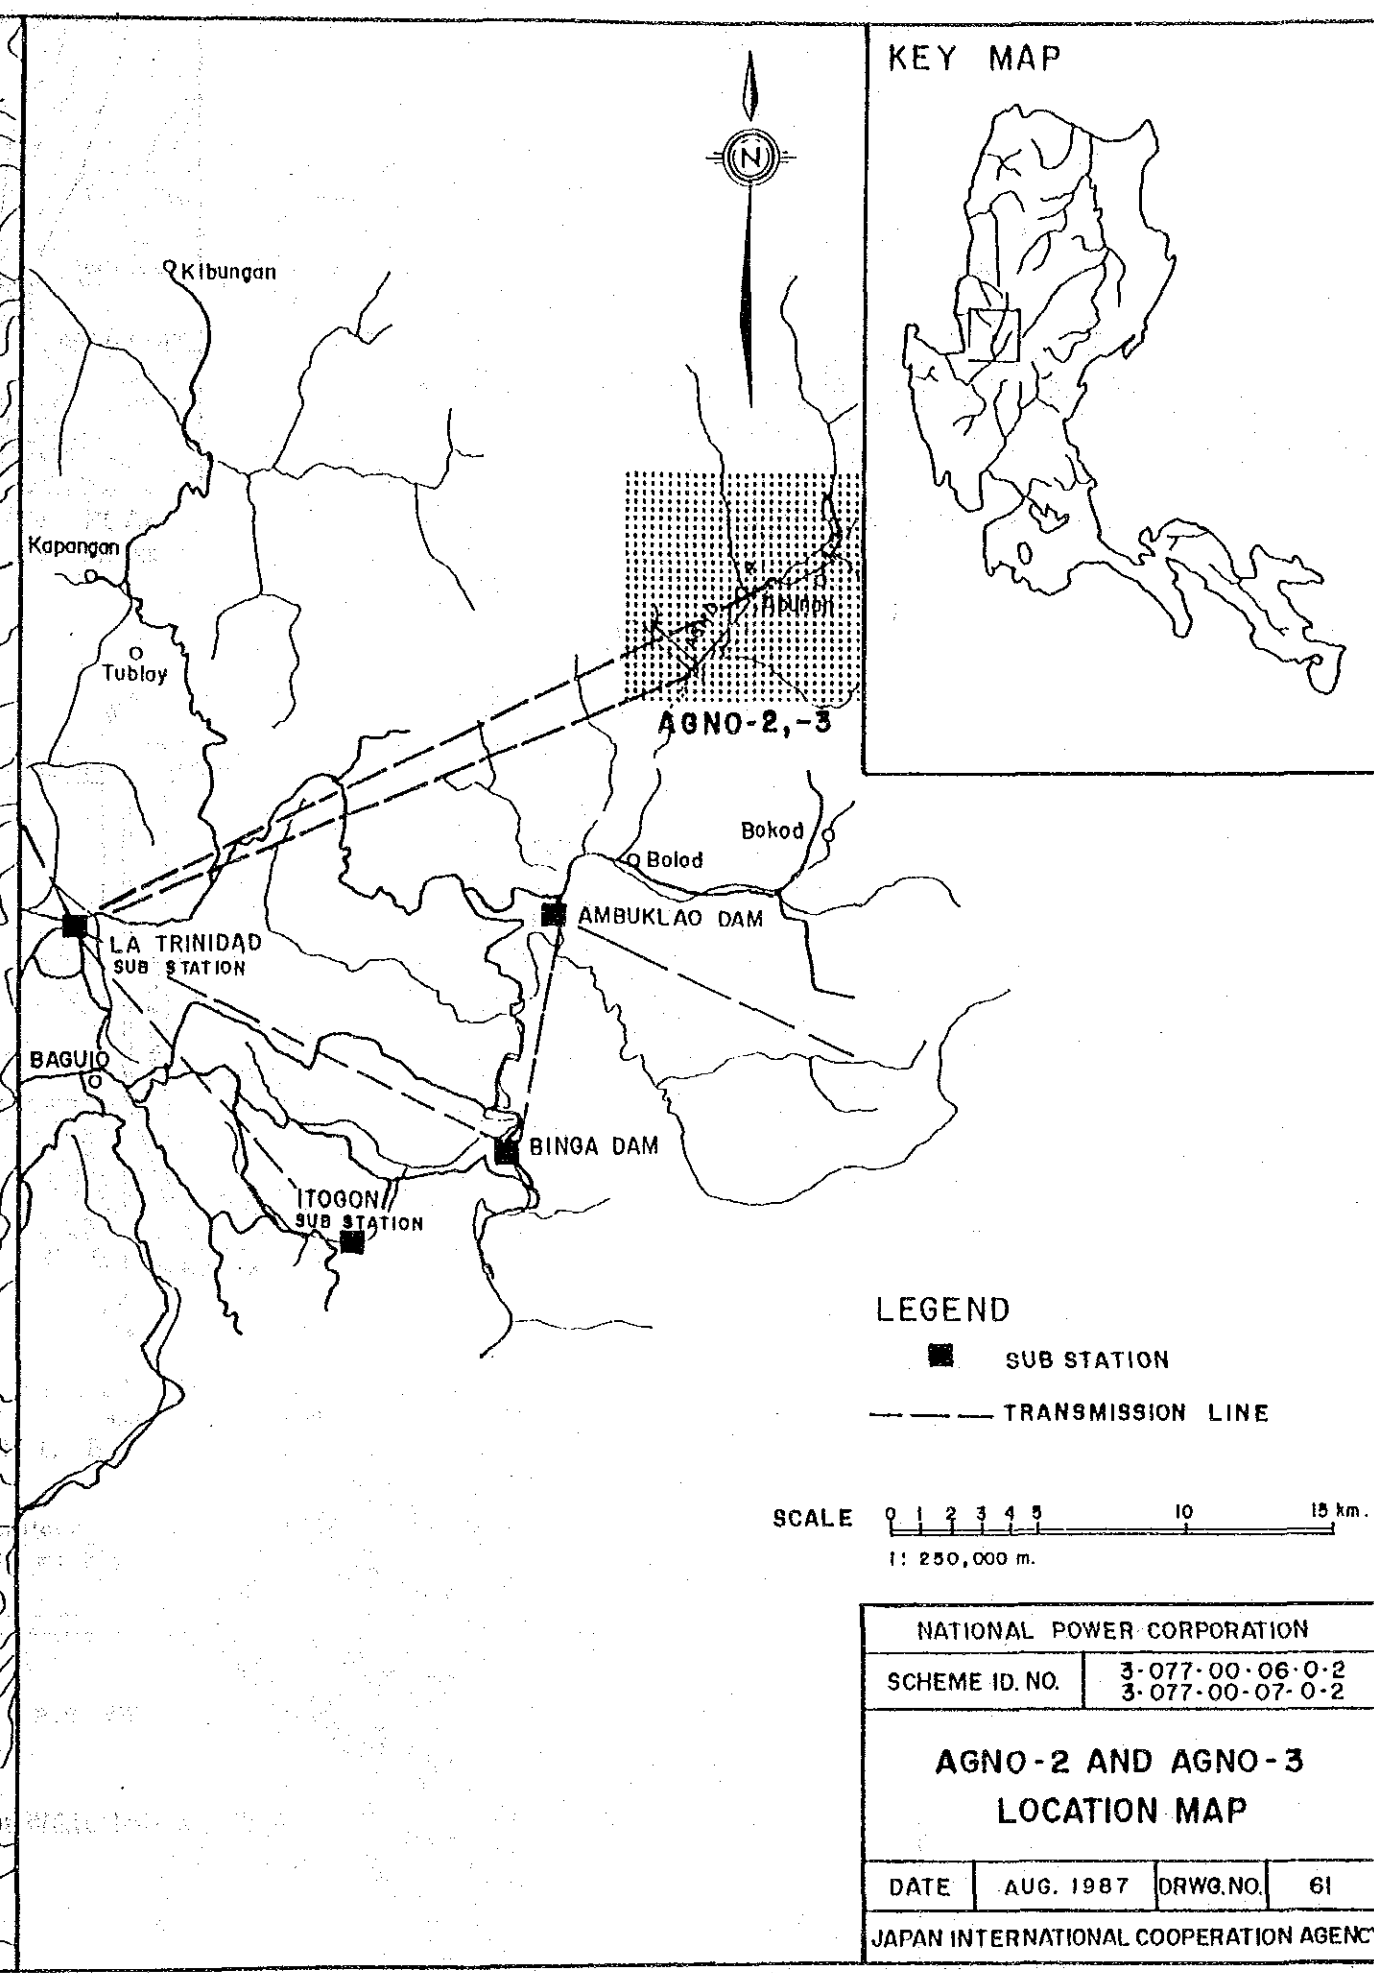 KEY MAP
N
Kibungan
Kapangan
Tublay
AGNO R
AGNO-2,-3
Bokod
Bolod
AMBUKLAO DAM
LA TRINIDAD
SUB STATION
BAGUIO
BINGA DAM
ITOGON
SUB STATION
LEGEND
SUB STATION
TRANSMISSION LINE
SCALE 0 1 2 3 4 5 10 15 km.
1: 250,000 m.
NATIONAL POWER CORPORATION
SCHEME ID. NO.
3-077-00-06-0-2
3-077-00-07-0-2
AGNO-2 AND AGNO-3
LOCATION MAP
DATE AUG. 1987 DRWG.NO. 61
JAPAN INTERNATIONAL COOPERATION AGENCY